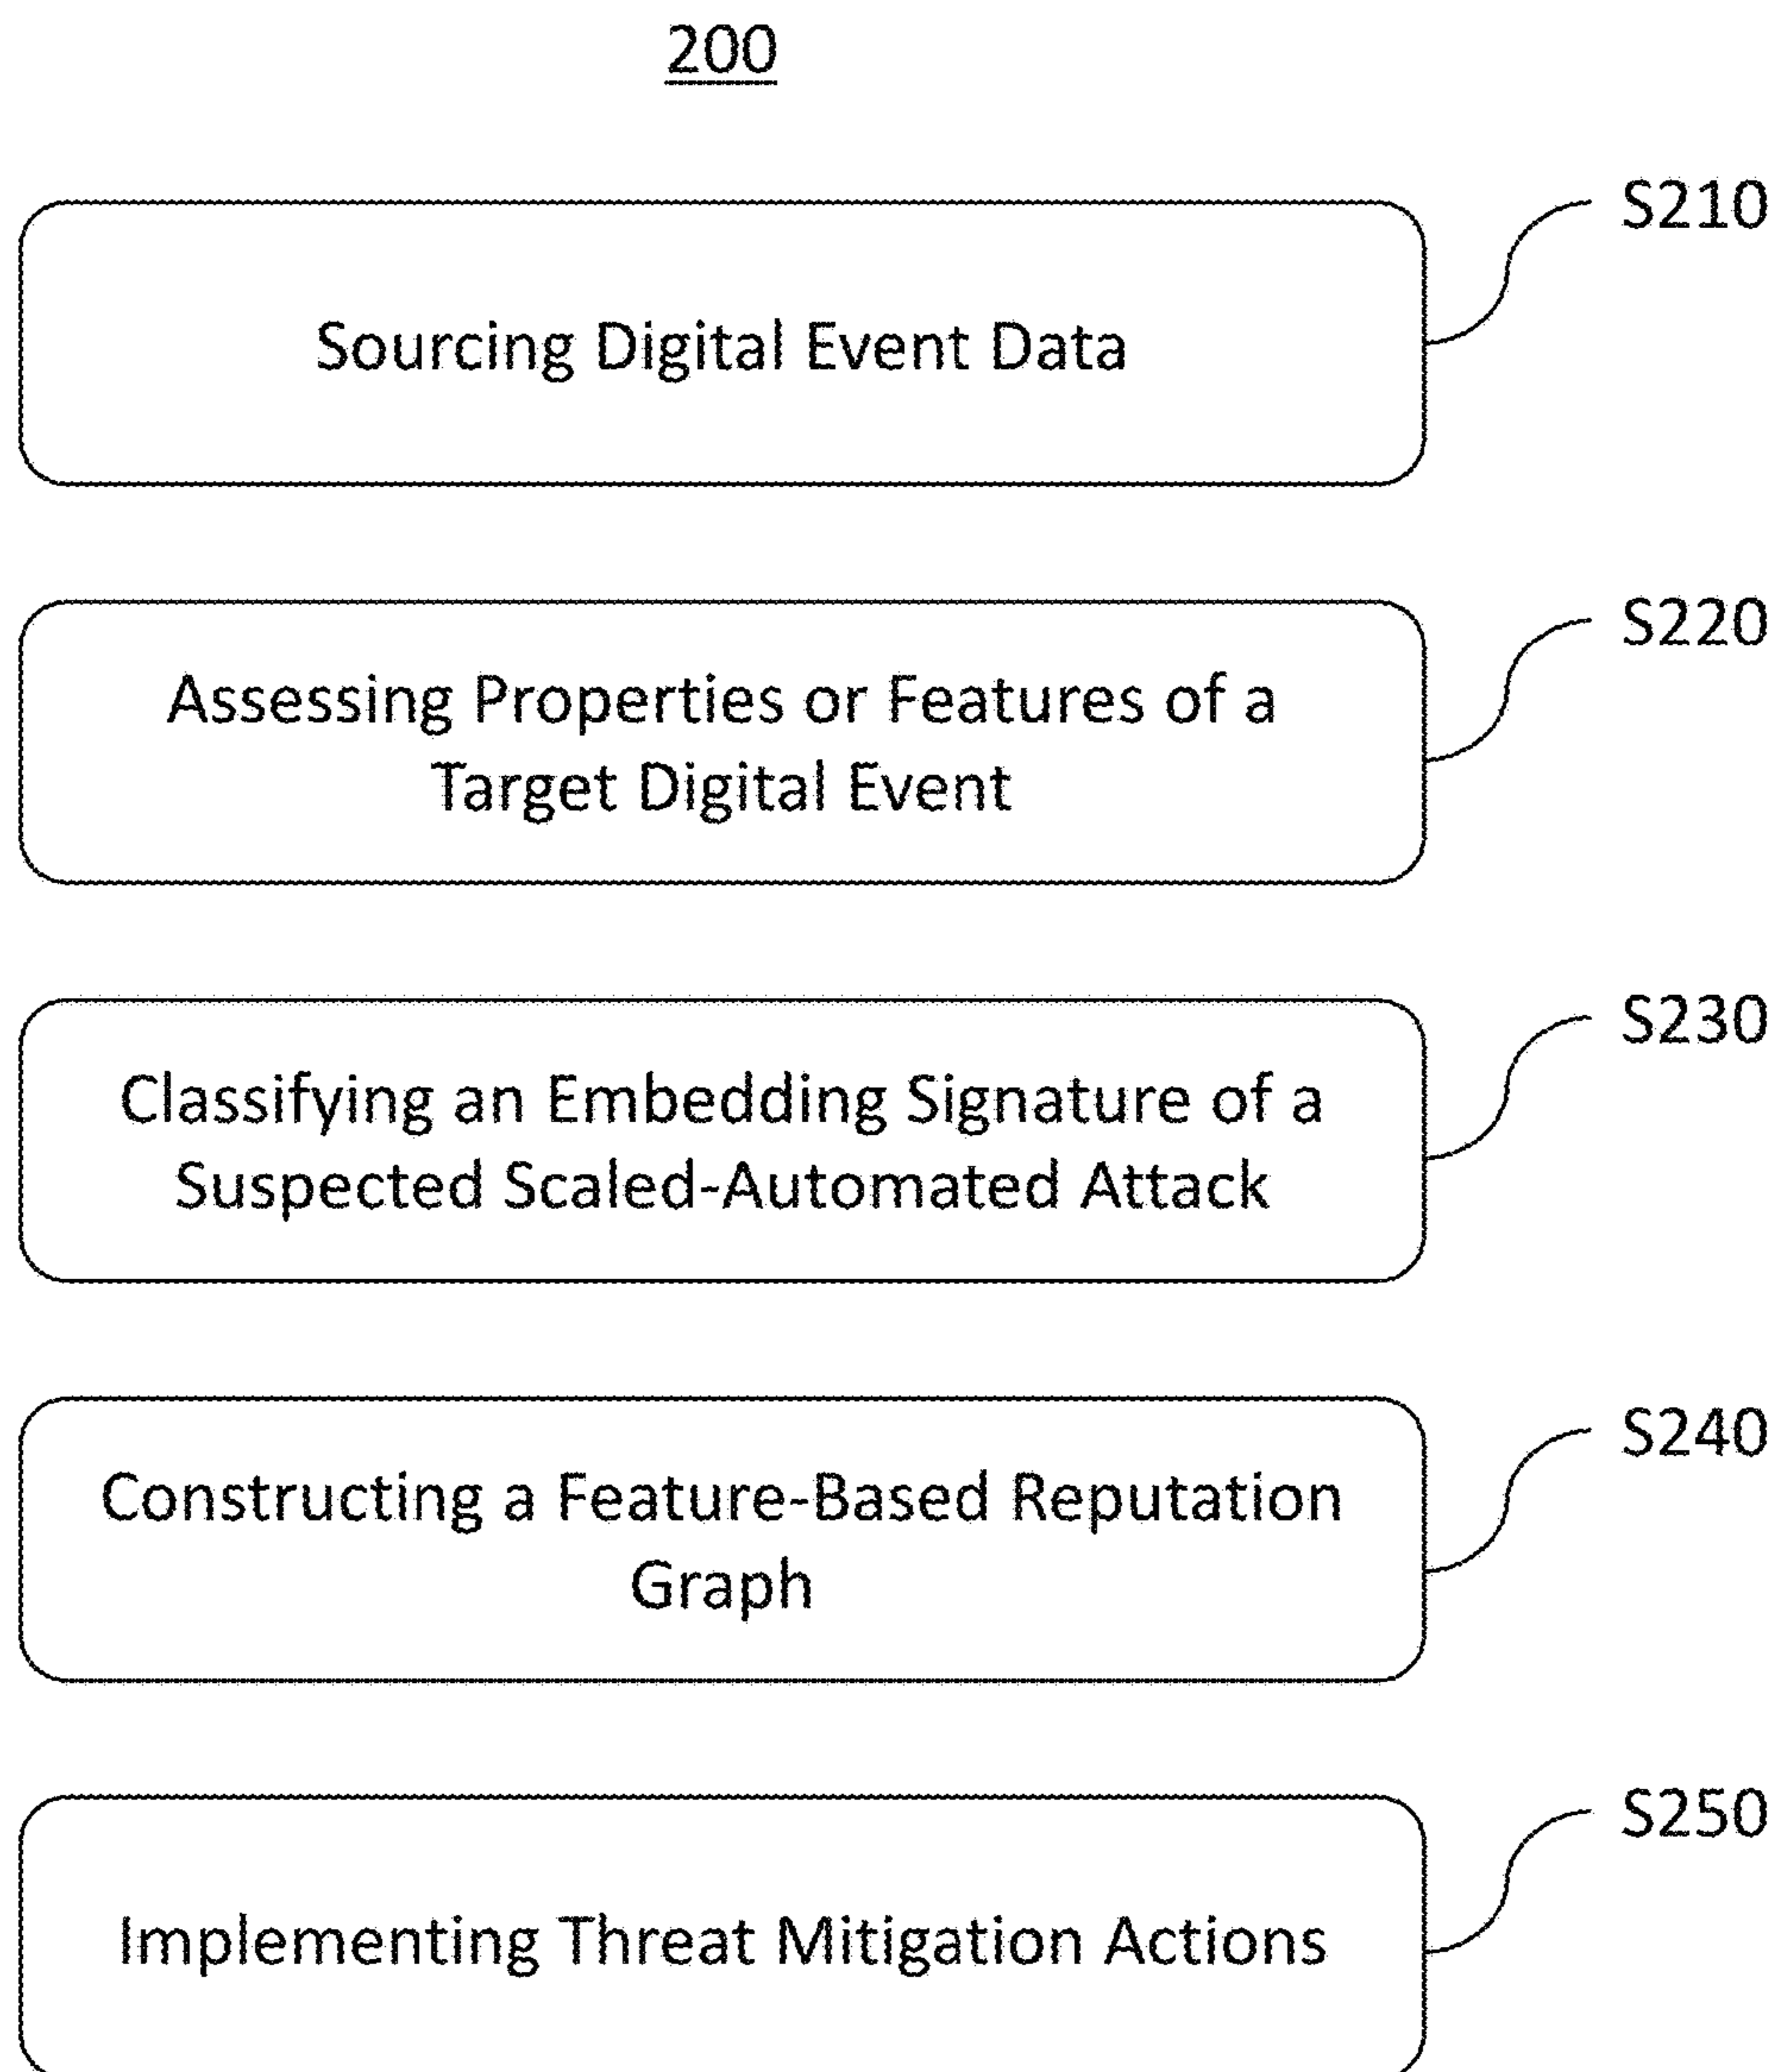 200
S210
Sourcing Digital Event Data
S220
Assessing Properties or Features of a
Target Digital Event
S230
Classifying an Embedding Signature of a
Suspected Scaled-Automated Attack
S240
Constructing a Feature-Based Reputation
Graph
S250
Implementing Threat Mitigation Actions